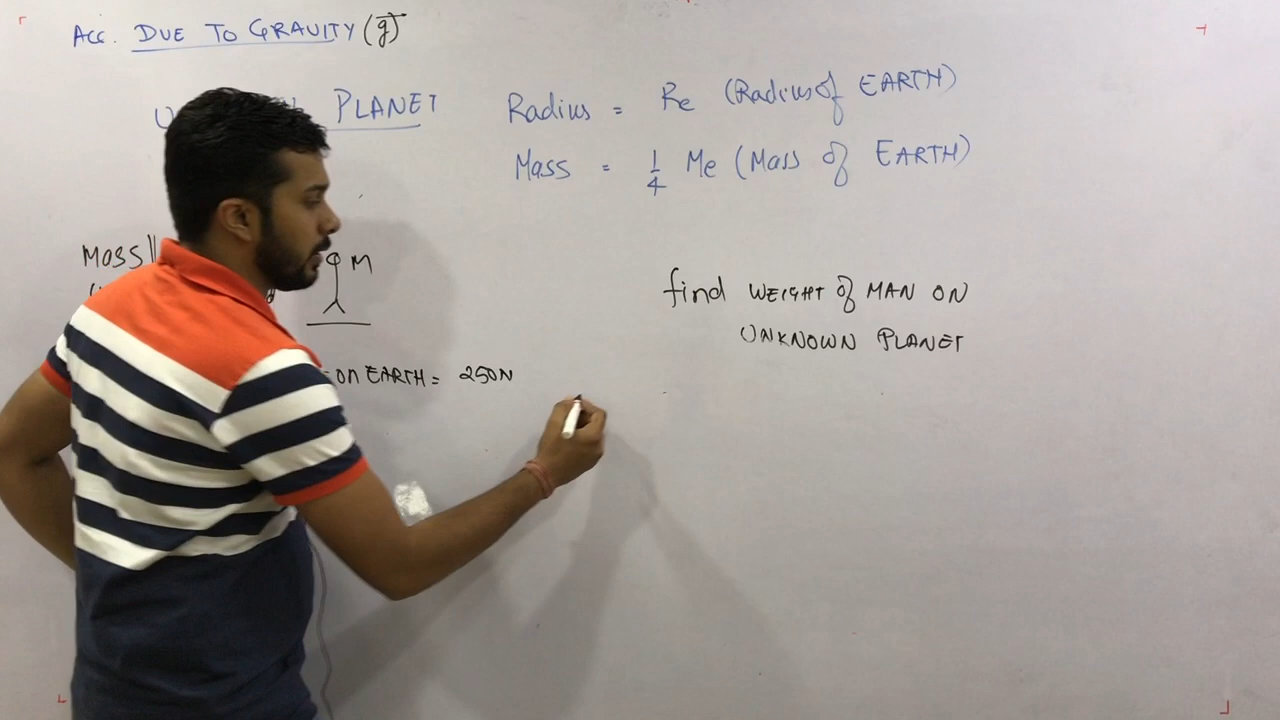 Acc. DUE TO GRAVITY (g)
PLANET
Radius = Re (Radius of EARTH)
Mass = 1/4 Me (Mass of EARTH)
MASS
M
find WEIGHT of MAN ON
UNKNOWN PLANET
ON EARTH = 250N